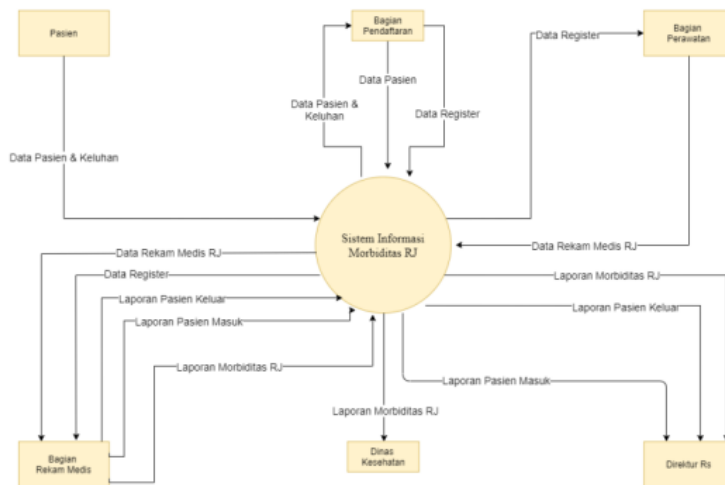 Pasien
Bagian
Pendaftaran
Bagian
Perawatan
Data Register
Data Pasien
Data Pasien &
Keluhan
Data Register
Data Pasien & Keluhan
Sistem Informasi
Morbiditas RJ
Data Rekam Medis RJ
Data Rekam Medis RJ
Data Register
Laporan Morbiditas RJ
Laporan Pasien Keluar
Laporan Pasien Keluar
Laporan Pasien Masuk
Laporan Morbiditas RJ
Laporan Pasien Masuk
Laporan Morbiditas RJ
Bagian
Rekam Medis
Dinas
Kesehatan
Direktur Rs